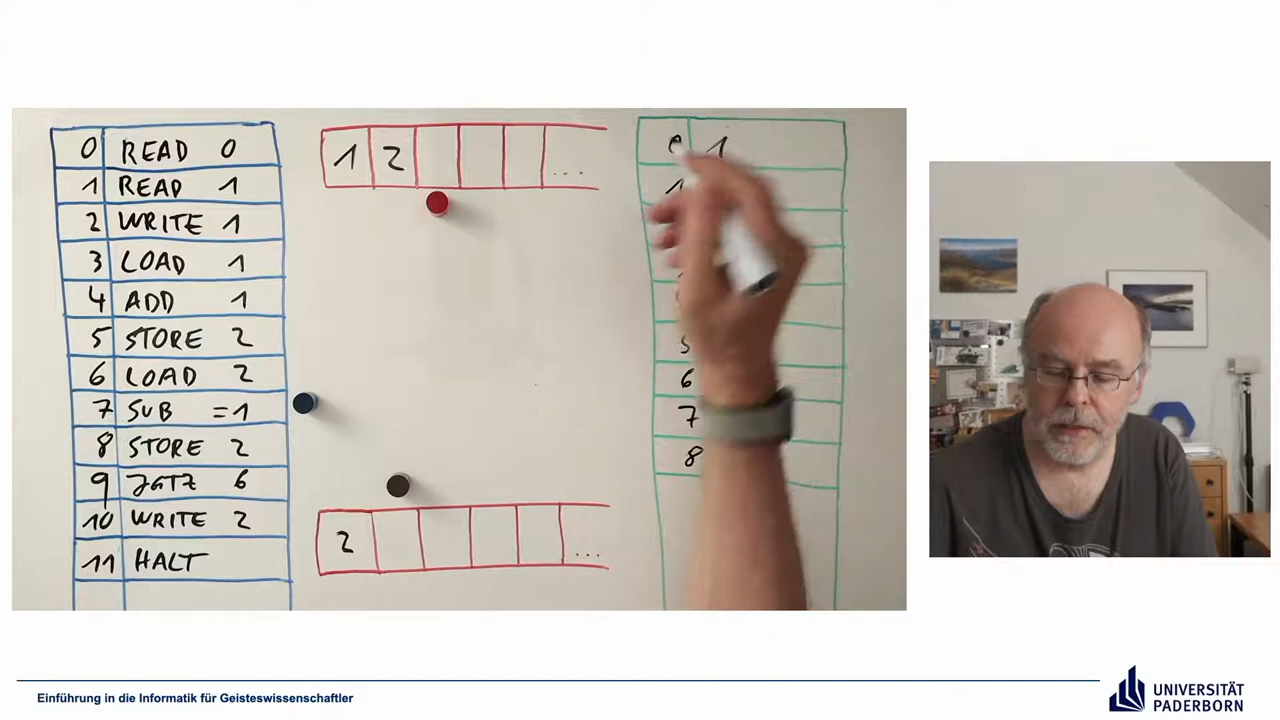 0 READ 0
1 READ 1
2 WRITE 1
3 LOAD 1
4 ADD 1
5 STORE 2
6 LOAD 2
7 SUB =1
8 STORE 2
9 JGTZ 6
10 WRITE 2
11 HALT
1 2 ....
2 ...
0 1
1
5
6
7
8
Einführung in die Informatik für Geisteswissenschaftler
UNIVERSITÄT
PADERBORN